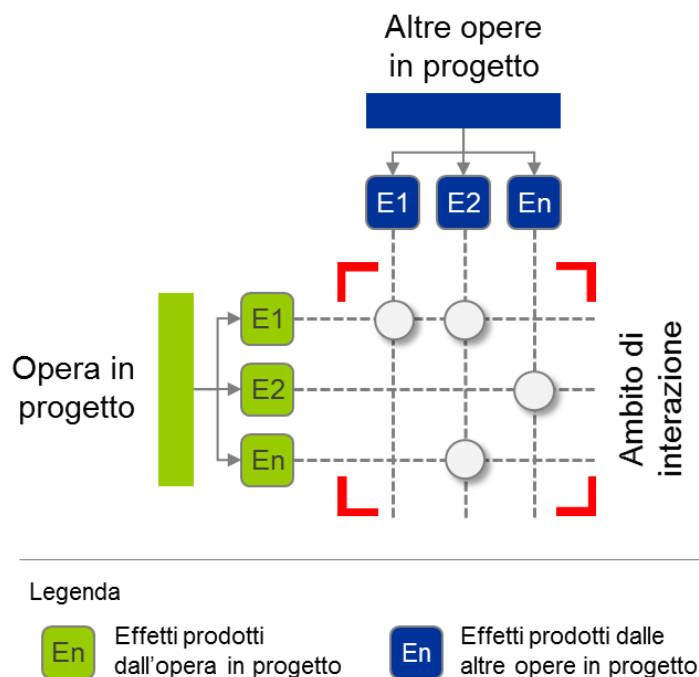 Altre opere
in progetto
E1
E2
En
E1
Opera in
progetto
E2
En
Ambito di
interazione
Legenda
En
Effetti prodotti
dall'opera in progetto
En
Effetti prodotti dalle
altre opere in progetto